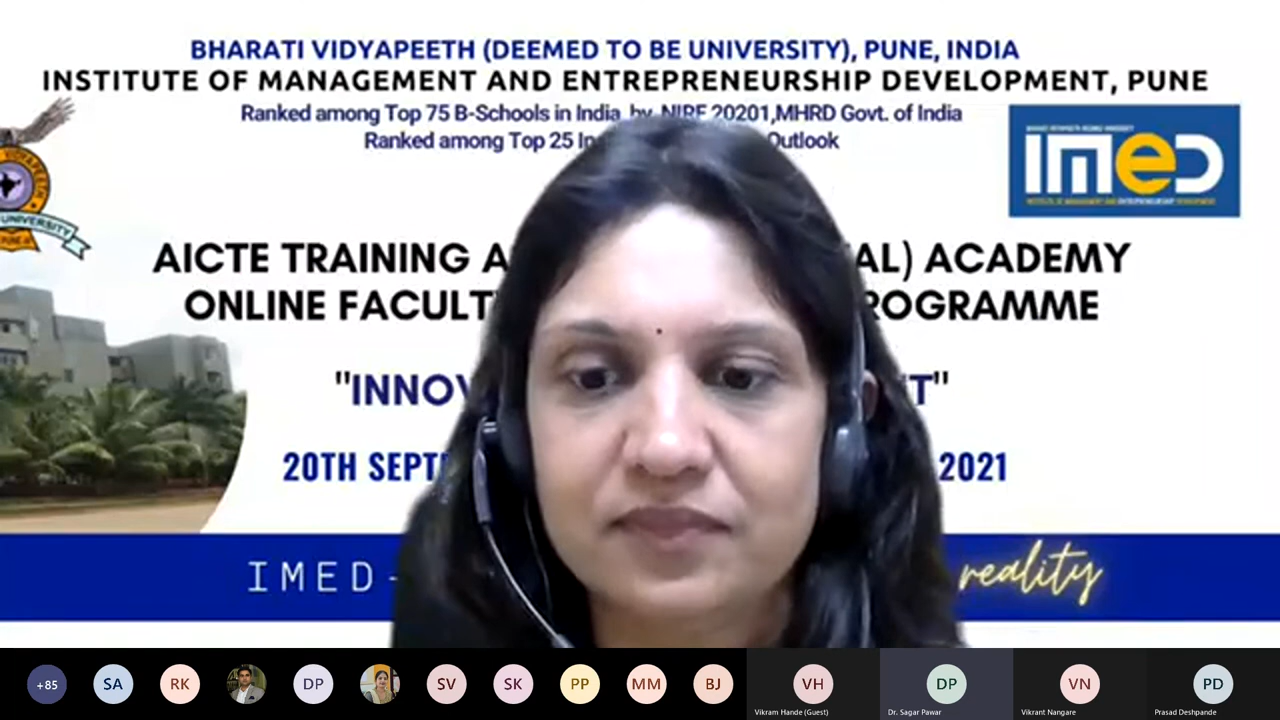 BHARATI VIDYAPEETH (DEEMED TO BE UNIVERSITY), PUNE, INDIA
INSTITUTE OF MANAGEMENT AND ENTREPRENEURSHIP DEVELOPMENT, PUNE
Ranked among Top 75 B-Schools in India by NIRF 20201,MHRD Govt. of India
Ranked among Top 25 Outlook
imeD
UNIVERSITY
AICTE TRAINING A AL) ACADEMY
ONLINE FACULT ROGRAMME
"INNOV T"
20TH SEPT 2021
IMED- reality
+85 SA RK DP SV SK PP MM BJ VH DP VN PD
Vikram Hande (Guest) Dr. Sagar Pawar Vikrant Nangare Prasad Deshpande